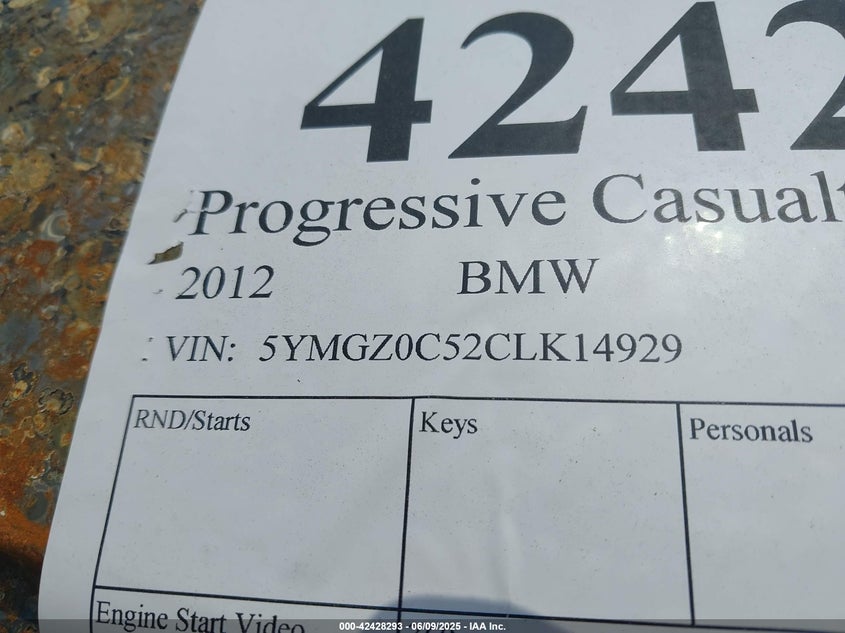 4242
Progressive Casualt
2012 BMW
VIN: 5YMGZ0C52CLK14929
RND/Starts Keys Personals
Engine Start Video
000-42428293 - 06/09/2025 - IAA Inc.